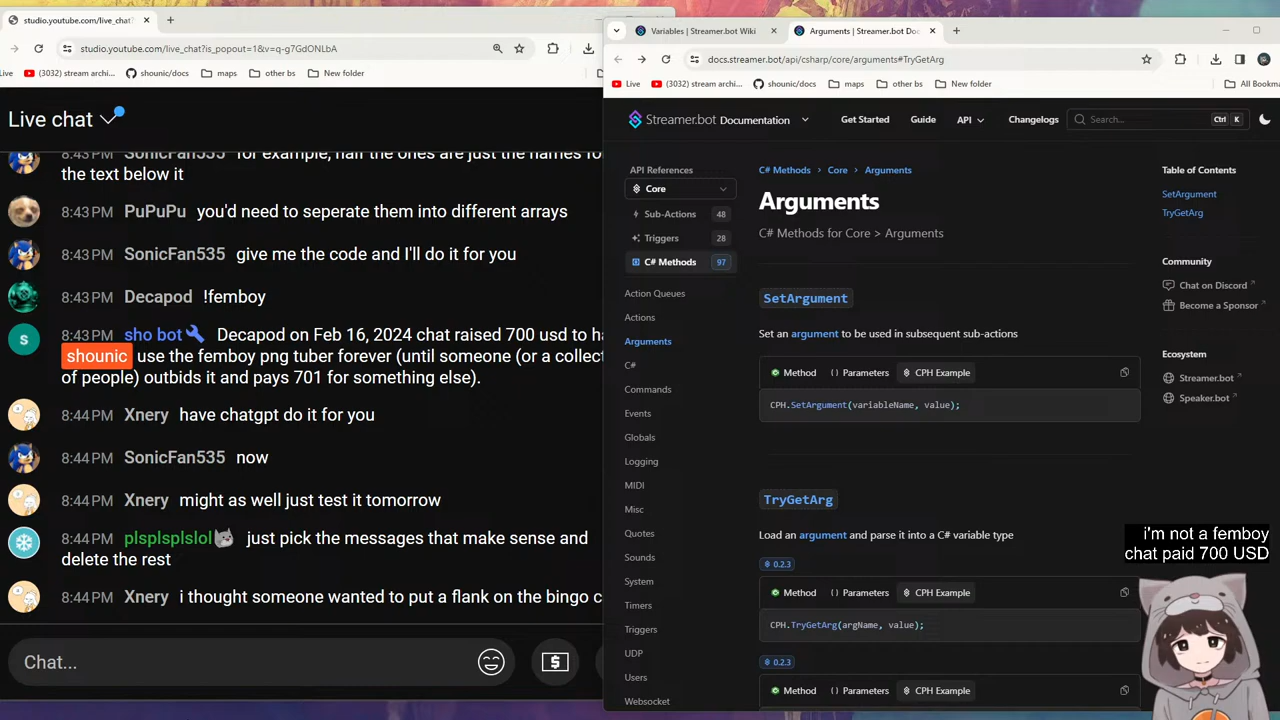 studio.youtube.com/live_chat?
studio.youtube.com/live_chat?is_popout=1&v=q-g7GdONLbA
Live
(3032) stream archi...
shounic/docs
maps
other bs
New folder
Live chat
8:43 PM SonicFan535 for example, half the ones are just the names for
the text below it
8:43 PM PuPuPu you'd need to seperate them into different arrays
8:43 PM SonicFan535 give me the code and I'll do it for you
8:43 PM Decapod !femboy
S
8:43 PM sho bot Decapod on Feb 16, 2024 chat raised 700 usd to ha
shounic use the femboy png tuber forever (until someone (or a collect
of people) outbids it and pays 701 for something else).
8:44 PM Xnery have chatgpt do it for you
8:44 PM SonicFan535 now
8:44 PM Xnery might as well just test it tomorrow
8:44 PM plsplsplslol just pick the messages that make sense and
delete the rest
8:44 PM Xnery i thought someone wanted to put a flank on the bingo c
Chat...
Variables | Streamer.bot Wiki
Arguments | Streamer.bot Doc
docs.streamer.bot/api/csharp/core/arguments#TryGetArg
Live
(3032) stream archi...
shounic/docs
maps
other bs
New folder
All Bookma
Streamer.bot Documentation
Get Started
Guide
API
Changelogs
Search...
Ctrl K
API References
Core
Sub-Actions 48
Triggers 28
C# Methods 97
Action Queues
Actions
Arguments
C#
Commands
Events
Globals
Logging
MIDI
Misc
Quotes
Sounds
System
Timers
Triggers
UDP
Users
Websocket
C# Methods > Core > Arguments
Arguments
C# Methods for Core > Arguments
SetArgument
Set an argument to be used in subsequent sub-actions
Method () Parameters CPH Example
CPH.SetArgument(variableName, value);
TryGetArg
Load an argument and parse it into a C# variable type
0.2.3
Method () Parameters CPH Example
CPH.TryGetArg(argName, value);
0.2.3
Method () Parameters CPH Example
Table of Contents
SetArgument
TryGetArg
Community
Chat on Discord
Become a Sponsor
Ecosystem
Streamer.bot
Speaker.bot
i'm not a femboy
chat paid 700 USD